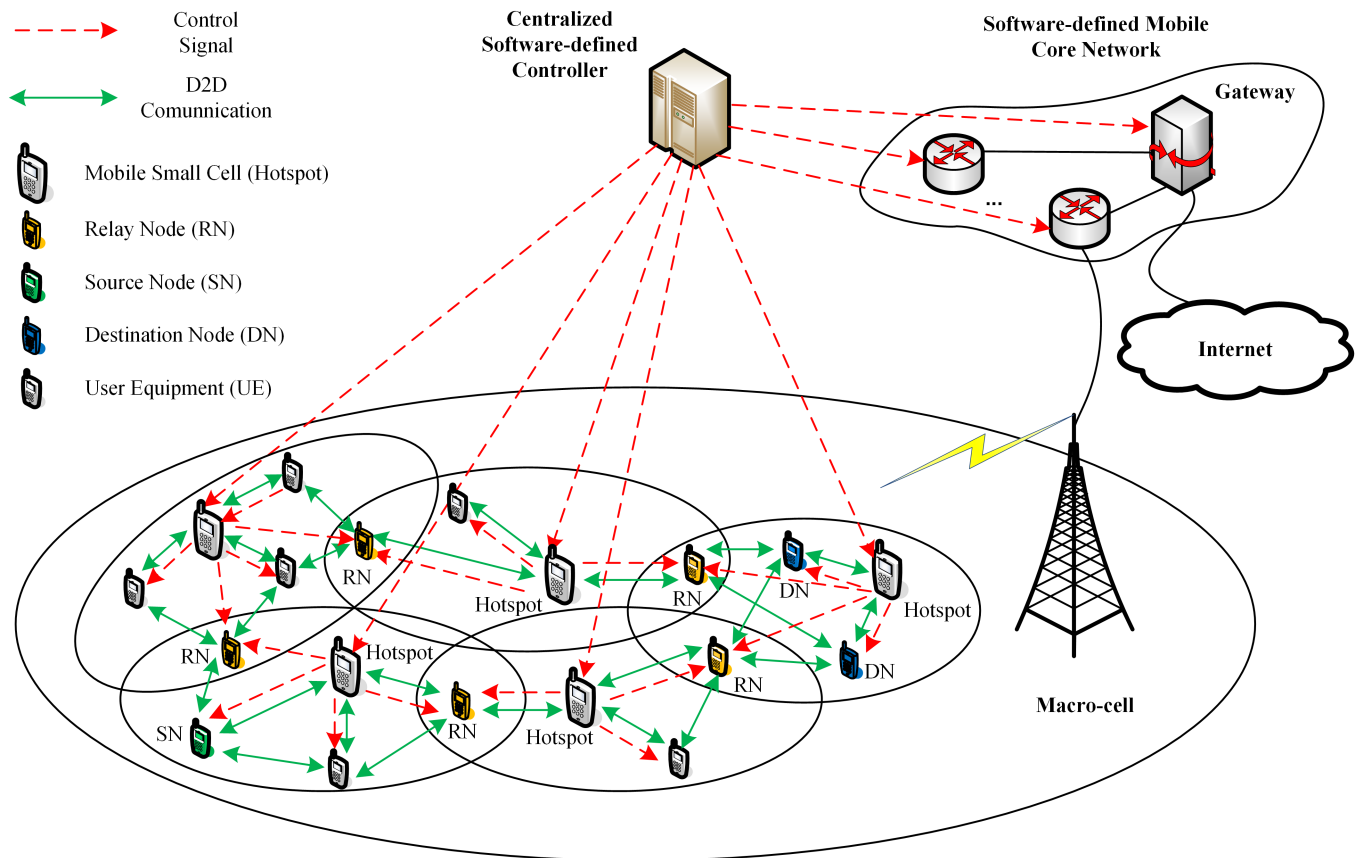 Control
Signal
D2D
Comunnication
Mobile Small Cell (Hotspot)
Relay Node (RN)
Source Node (SN)
Destination Node (DN)
User Equipment (UE)
Centralized
Software-defined
Controller
Software-defined Mobile
Core Network
Gateway
...
Internet
RN
Hotspot
RN
DN
Hotspot
RN
Hotspot
RN
DN
SN
RN
Hotspot
Macro-cell